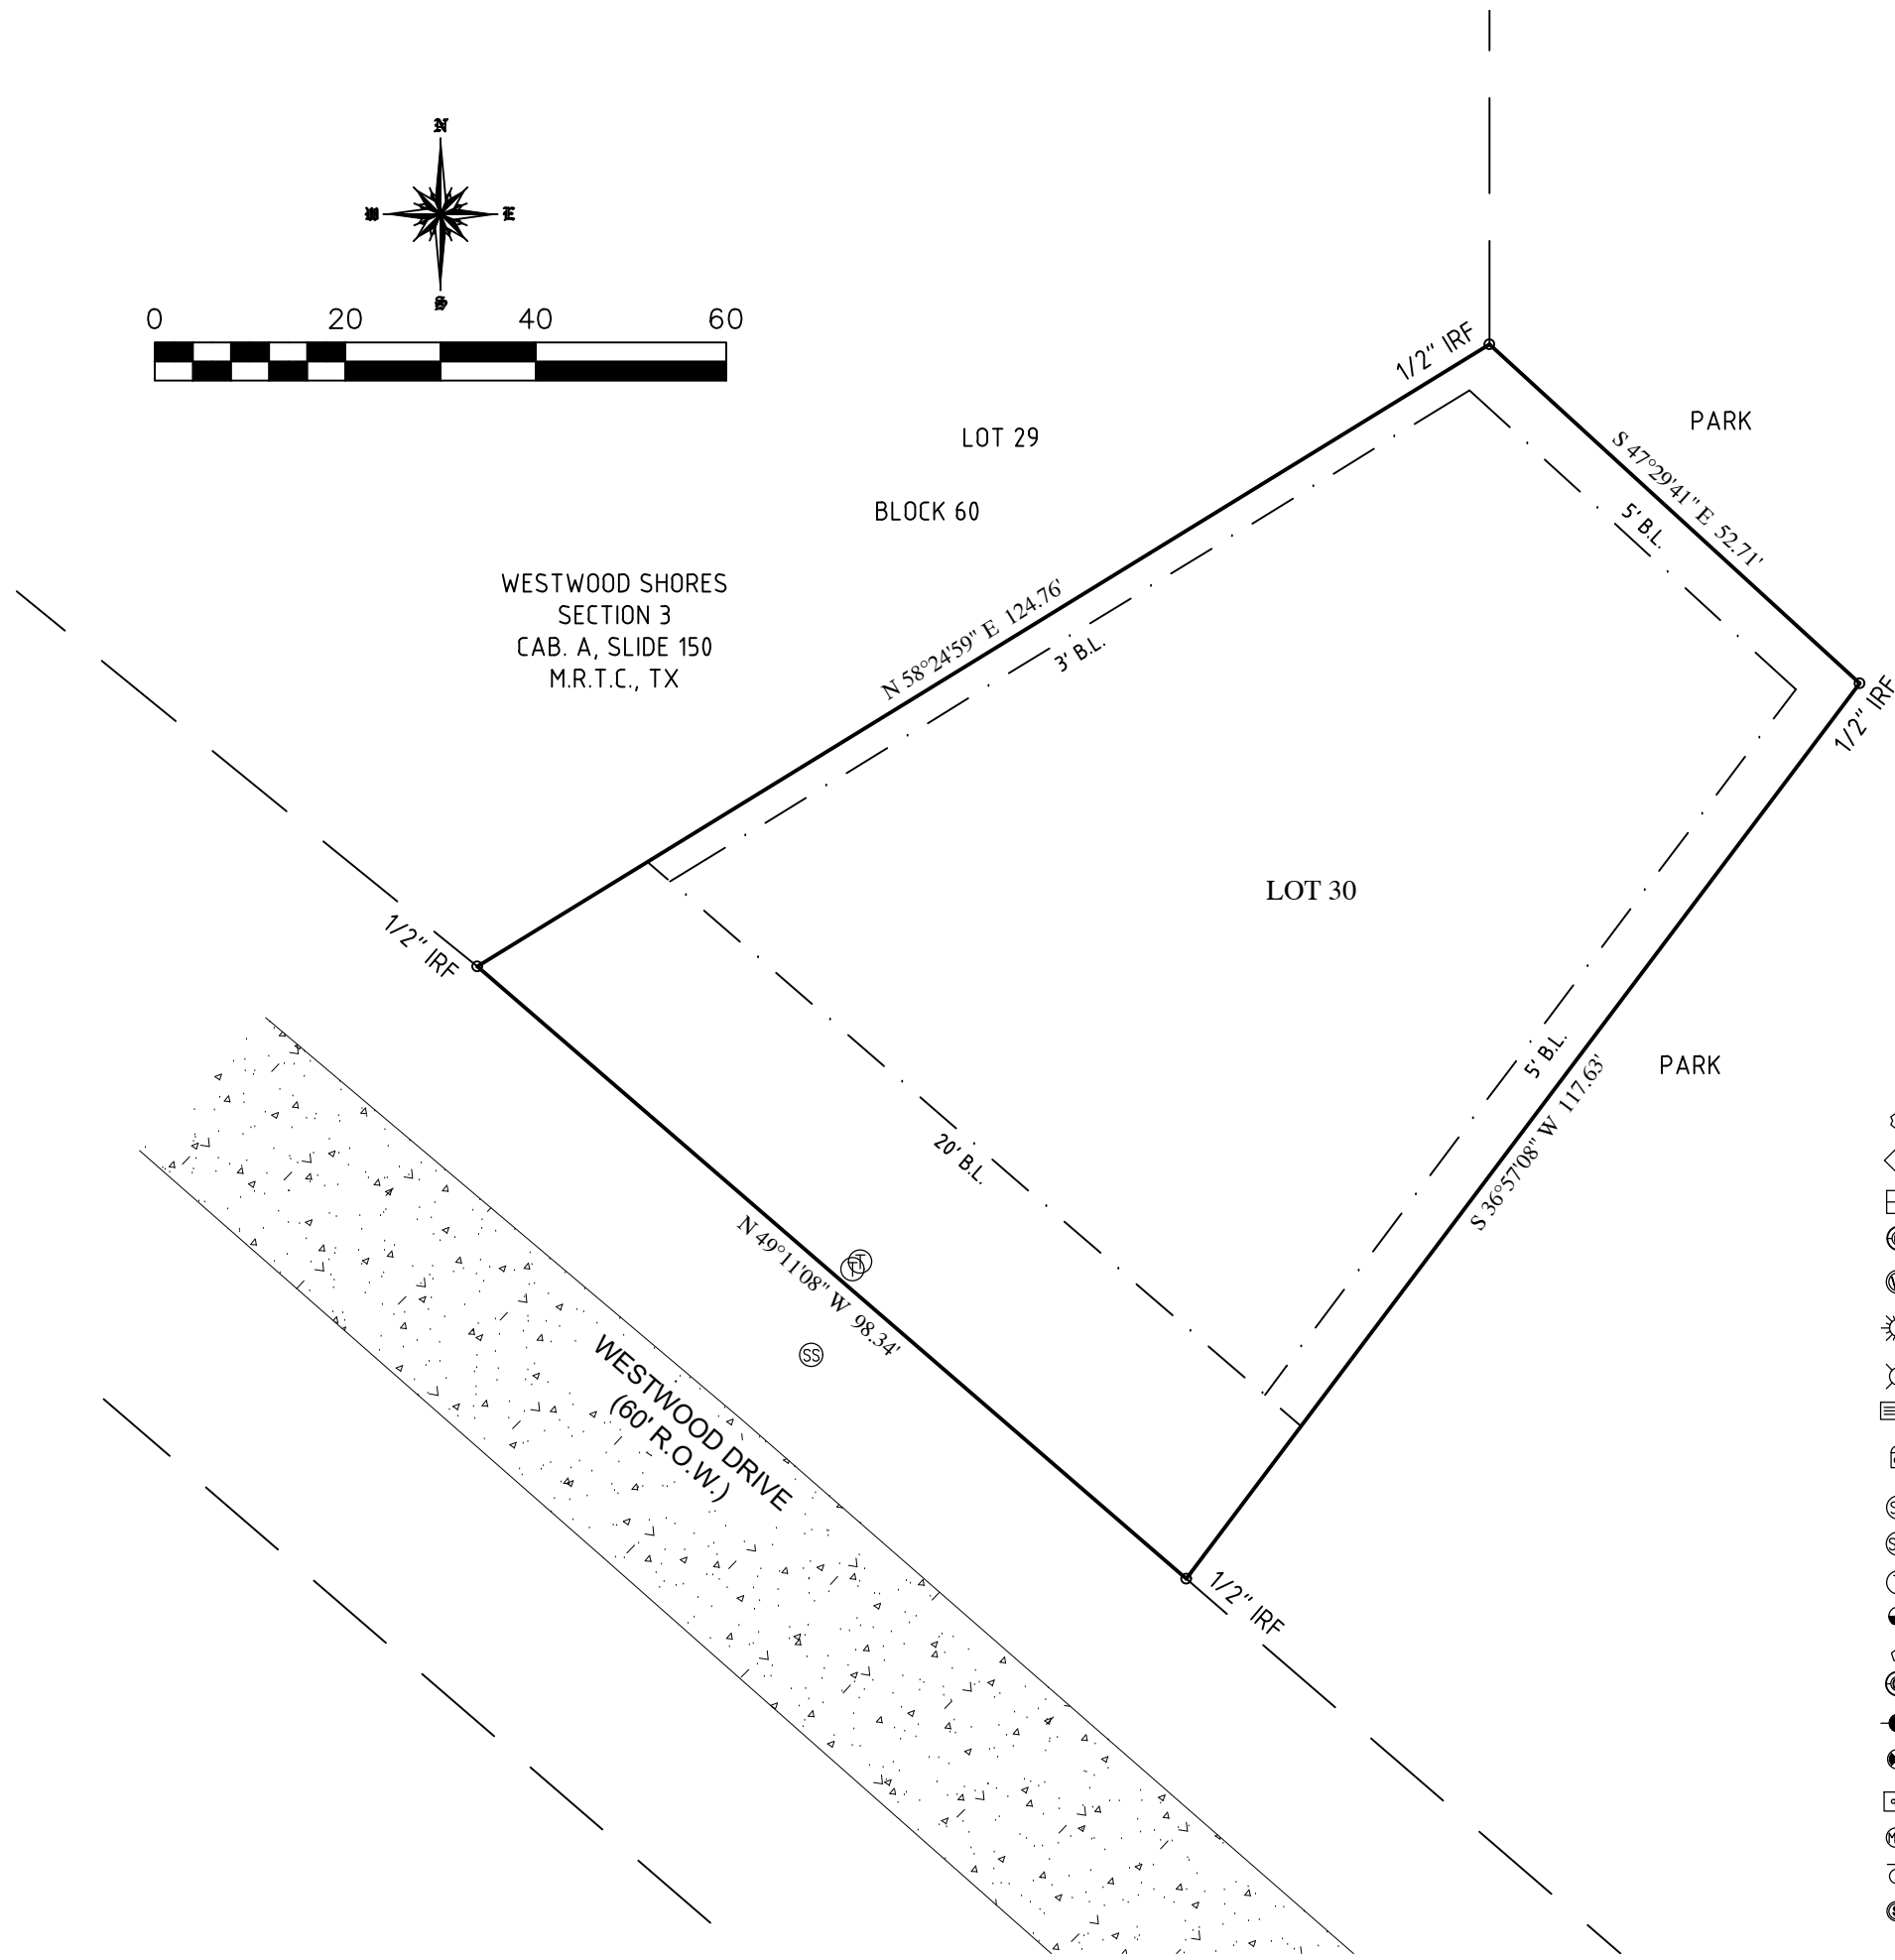 N
W E
S
0 20 40 60
1/2" IRF
LOT 29
PARK
S 47°29'41" E 52.71'
5' B.L.
BLOCK 60
WESTWOOD SHORES
SECTION 3
CAB. A, SLIDE 150
M.R.T.C., TX
N 58°24'59" E 124.76'
3' B.L.
1/2" IRF
LOT 30
1/2" IRF
5' B.L.
PARK
S 36°57'08" W 117.63'
20' B.L.
N 49°11'08" W 98.34'
T
T
SS
WESTWOOD DRIVE
(60' R.O.W.)
1/2" IRF